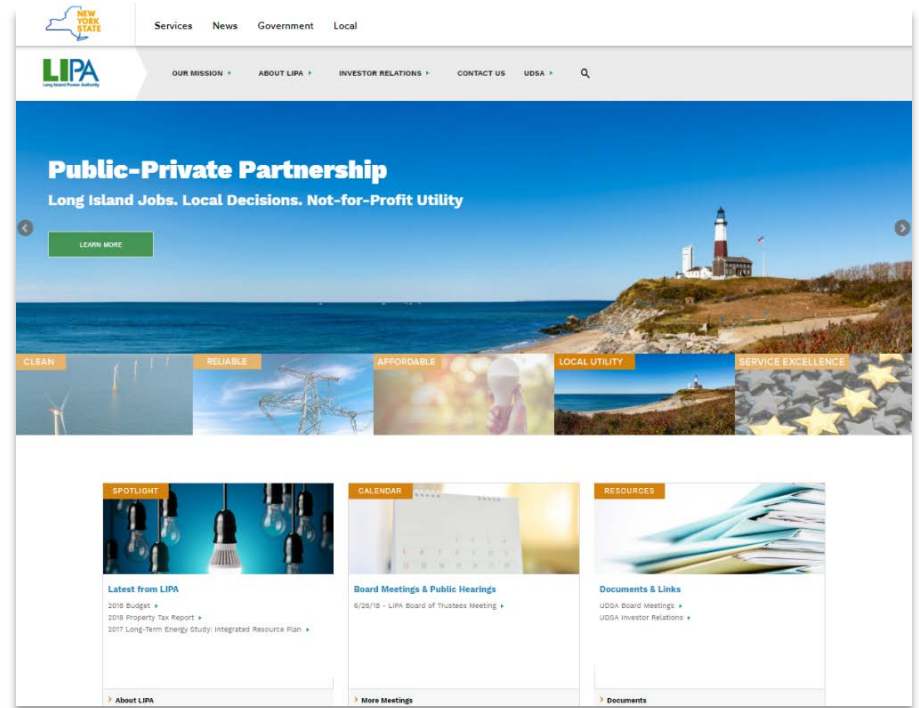 NEW
YORK
STATE
Services News Government Local
LIPA
Long Island Power Authority
OUR MISSION ABOUT LIPA INVESTOR RELATIONS CONTACT US UDSA
Public-Private Partnership
Long Island Jobs. Local Decisions. Not-for-Profit Utility
LEARN MORE
CLEAN RELIABLE AFFORDABLE LOCAL UTILITY SERVICE EXCELLENCE
SPOTLIGHT
Latest from LIPA
2018 Budget
2018 Property Tax Report
2017 Long-Term Energy Study: Integrated Resource Plan
About LIPA
CALENDAR
Board Meetings & Public Hearings
6/26/18 - LIPA Board of Trustees Meeting
More Meetings
RESOURCES
Documents & Links
UDSA Board Meetings
UDSA Investor Relations
Documents